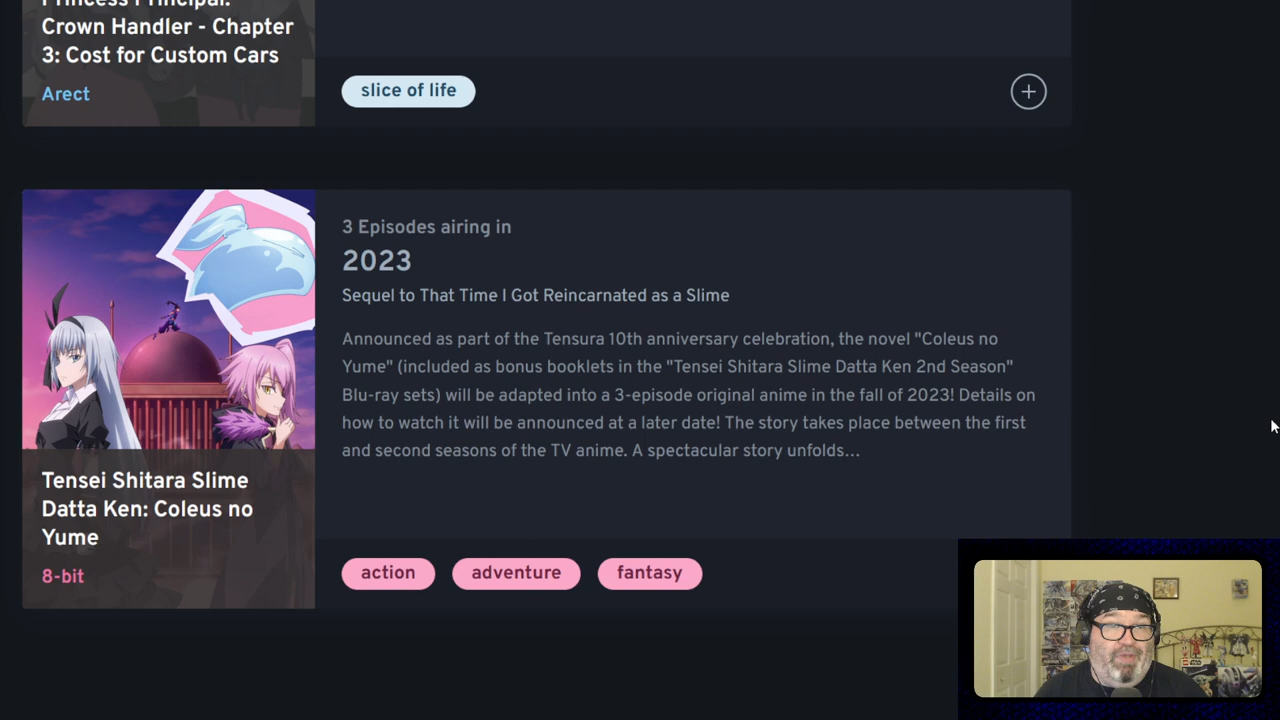 Princess Principal:
Crown Handler - Chapter
3: Cost for Custom Cars
Arect
slice of life
3 Episodes airing in
2023
Sequel to That Time I Got Reincarnated as a Slime
Announced as part of the Tensura 10th anniversary celebration, the novel "Coleus no
Yume" (included as bonus booklets in the "Tensei Shitara Slime Datta Ken 2nd Season"
Blu-ray sets) will be adapted into a 3-episode original anime in the fall of 2023! Details on
how to watch it will be announced at a later date! The story takes place between the first
and second seasons of the TV anime. A spectacular story unfolds...
Tensei Shitara Slime
Datta Ken: Coleus no
Yume
8-bit
action
adventure
fantasy